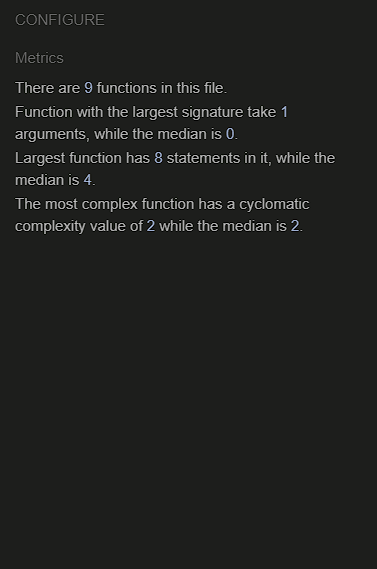 CONFIGURE
Metrics
There are 9 functions in this file.
Function with the largest signature take 1
arguments, while the median is 0.
Largest function has 8 statements in it, while the
median is 4.
The most complex function has a cyclomatic
complexity value of 2 while the median is 2.